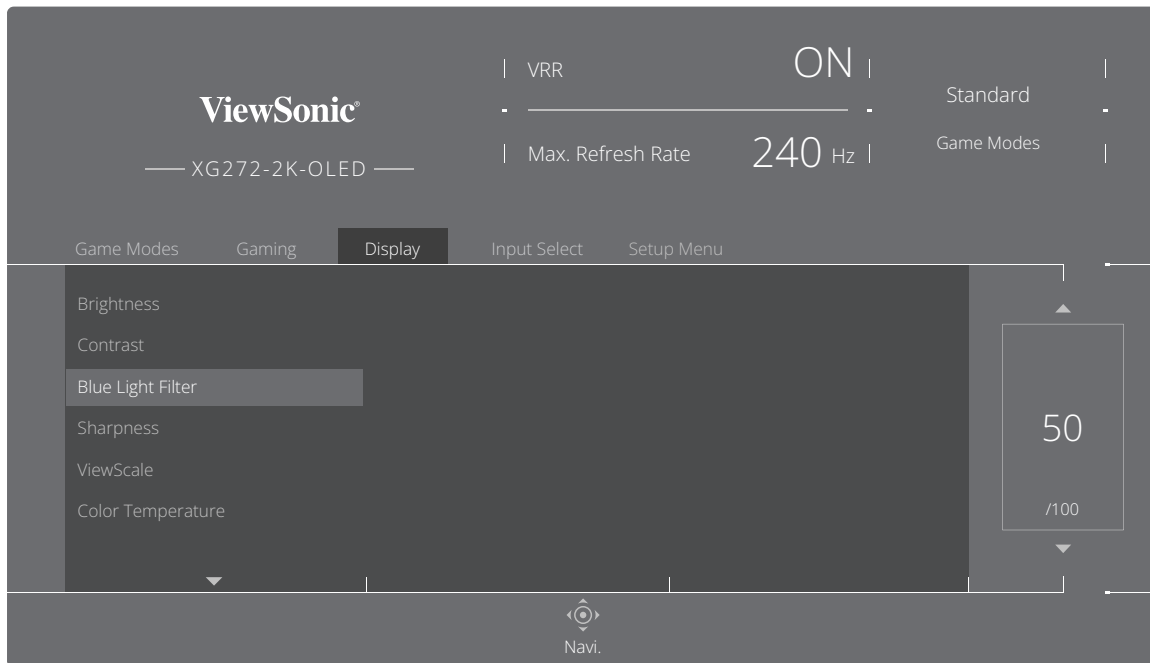 ViewSonic®
XG272-2K-OLED
VRR ON
Max. Refresh Rate 240 Hz
Standard
Game Modes
Game Modes Gaming Display Input Select Setup Menu
Brightness
Contrast
Blue Light Filter
Sharpness
ViewScale
Color Temperature
50
/100
Navi.